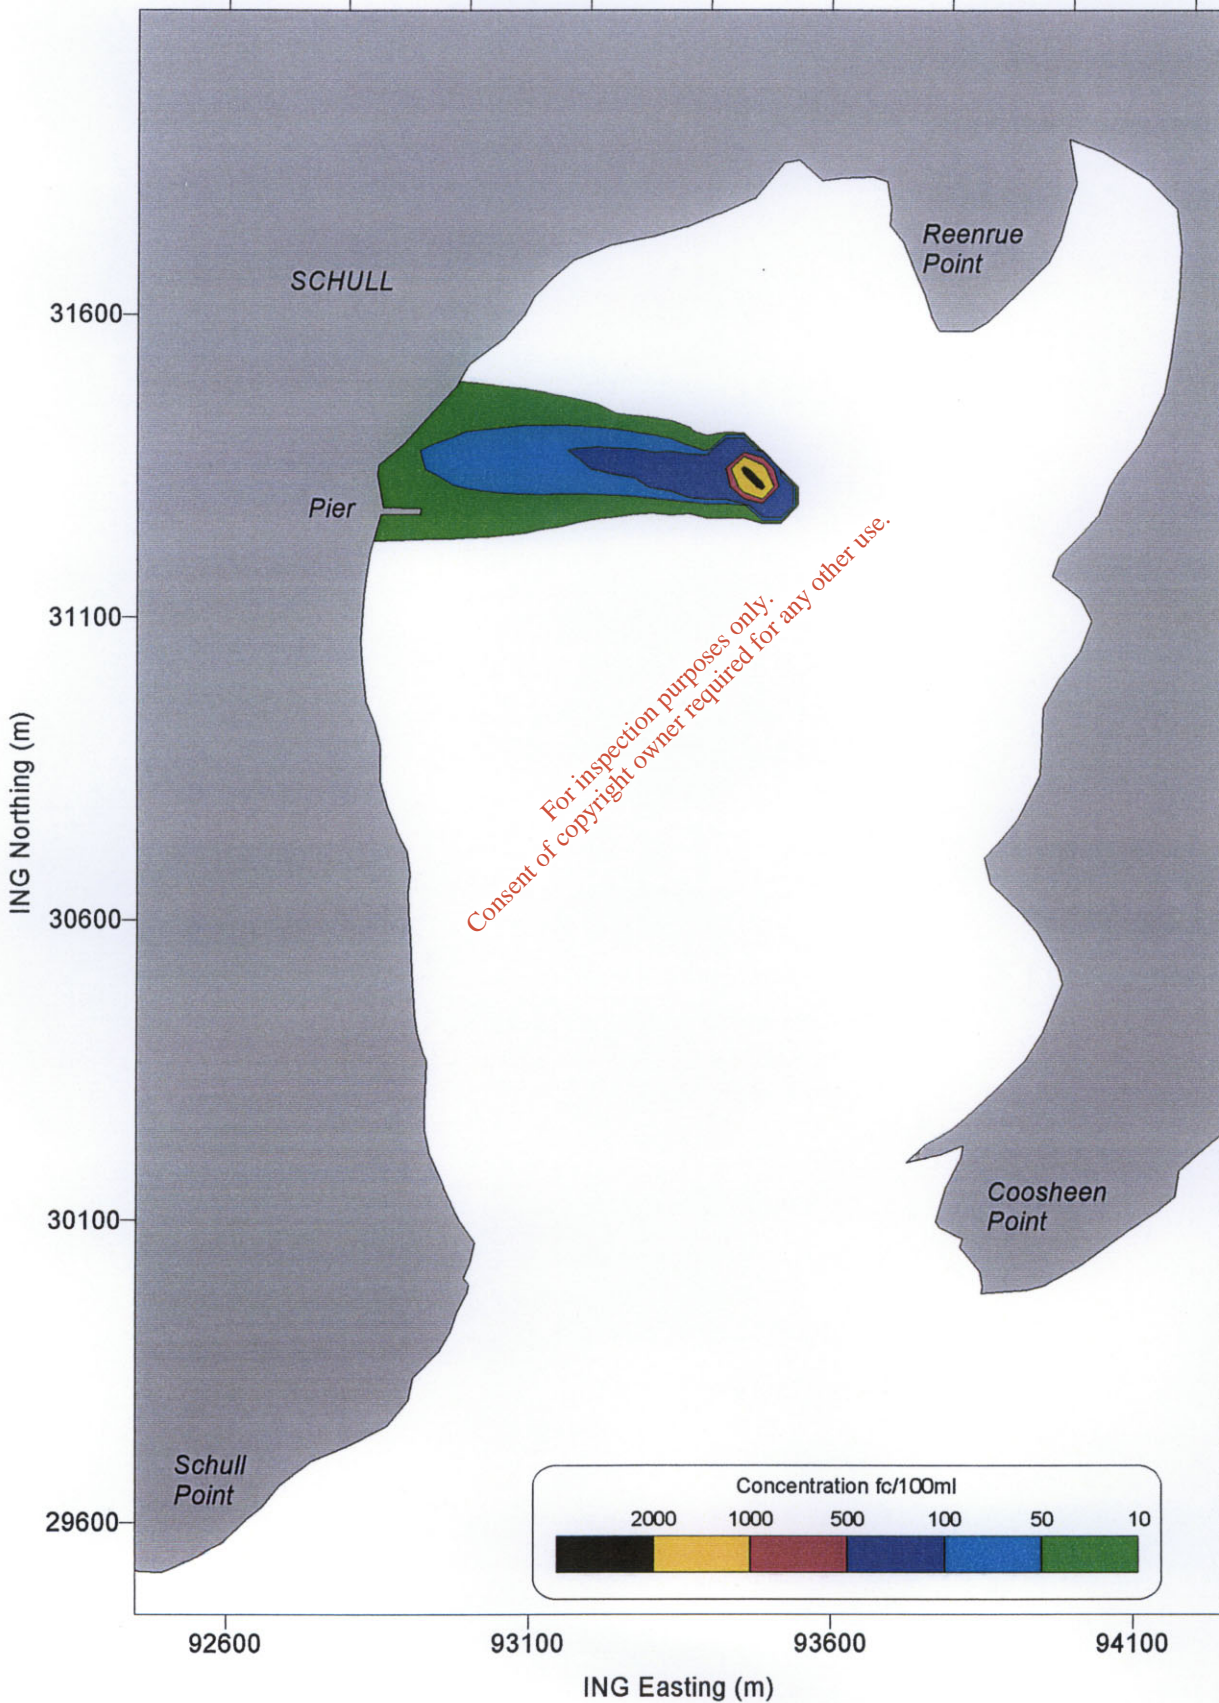 SCHULL
Reenrue
Point
Pier
For inspection purposes only.
Consent of copyright owner required for any other use.
Coosheen
Point
Schull
Point
ING Northing (m)
31600
31100
30600
30100
29600
Concentration fc/100ml
2000 1000 500 100 50 10
92600 93100 93600 94100
ING Easting (m)